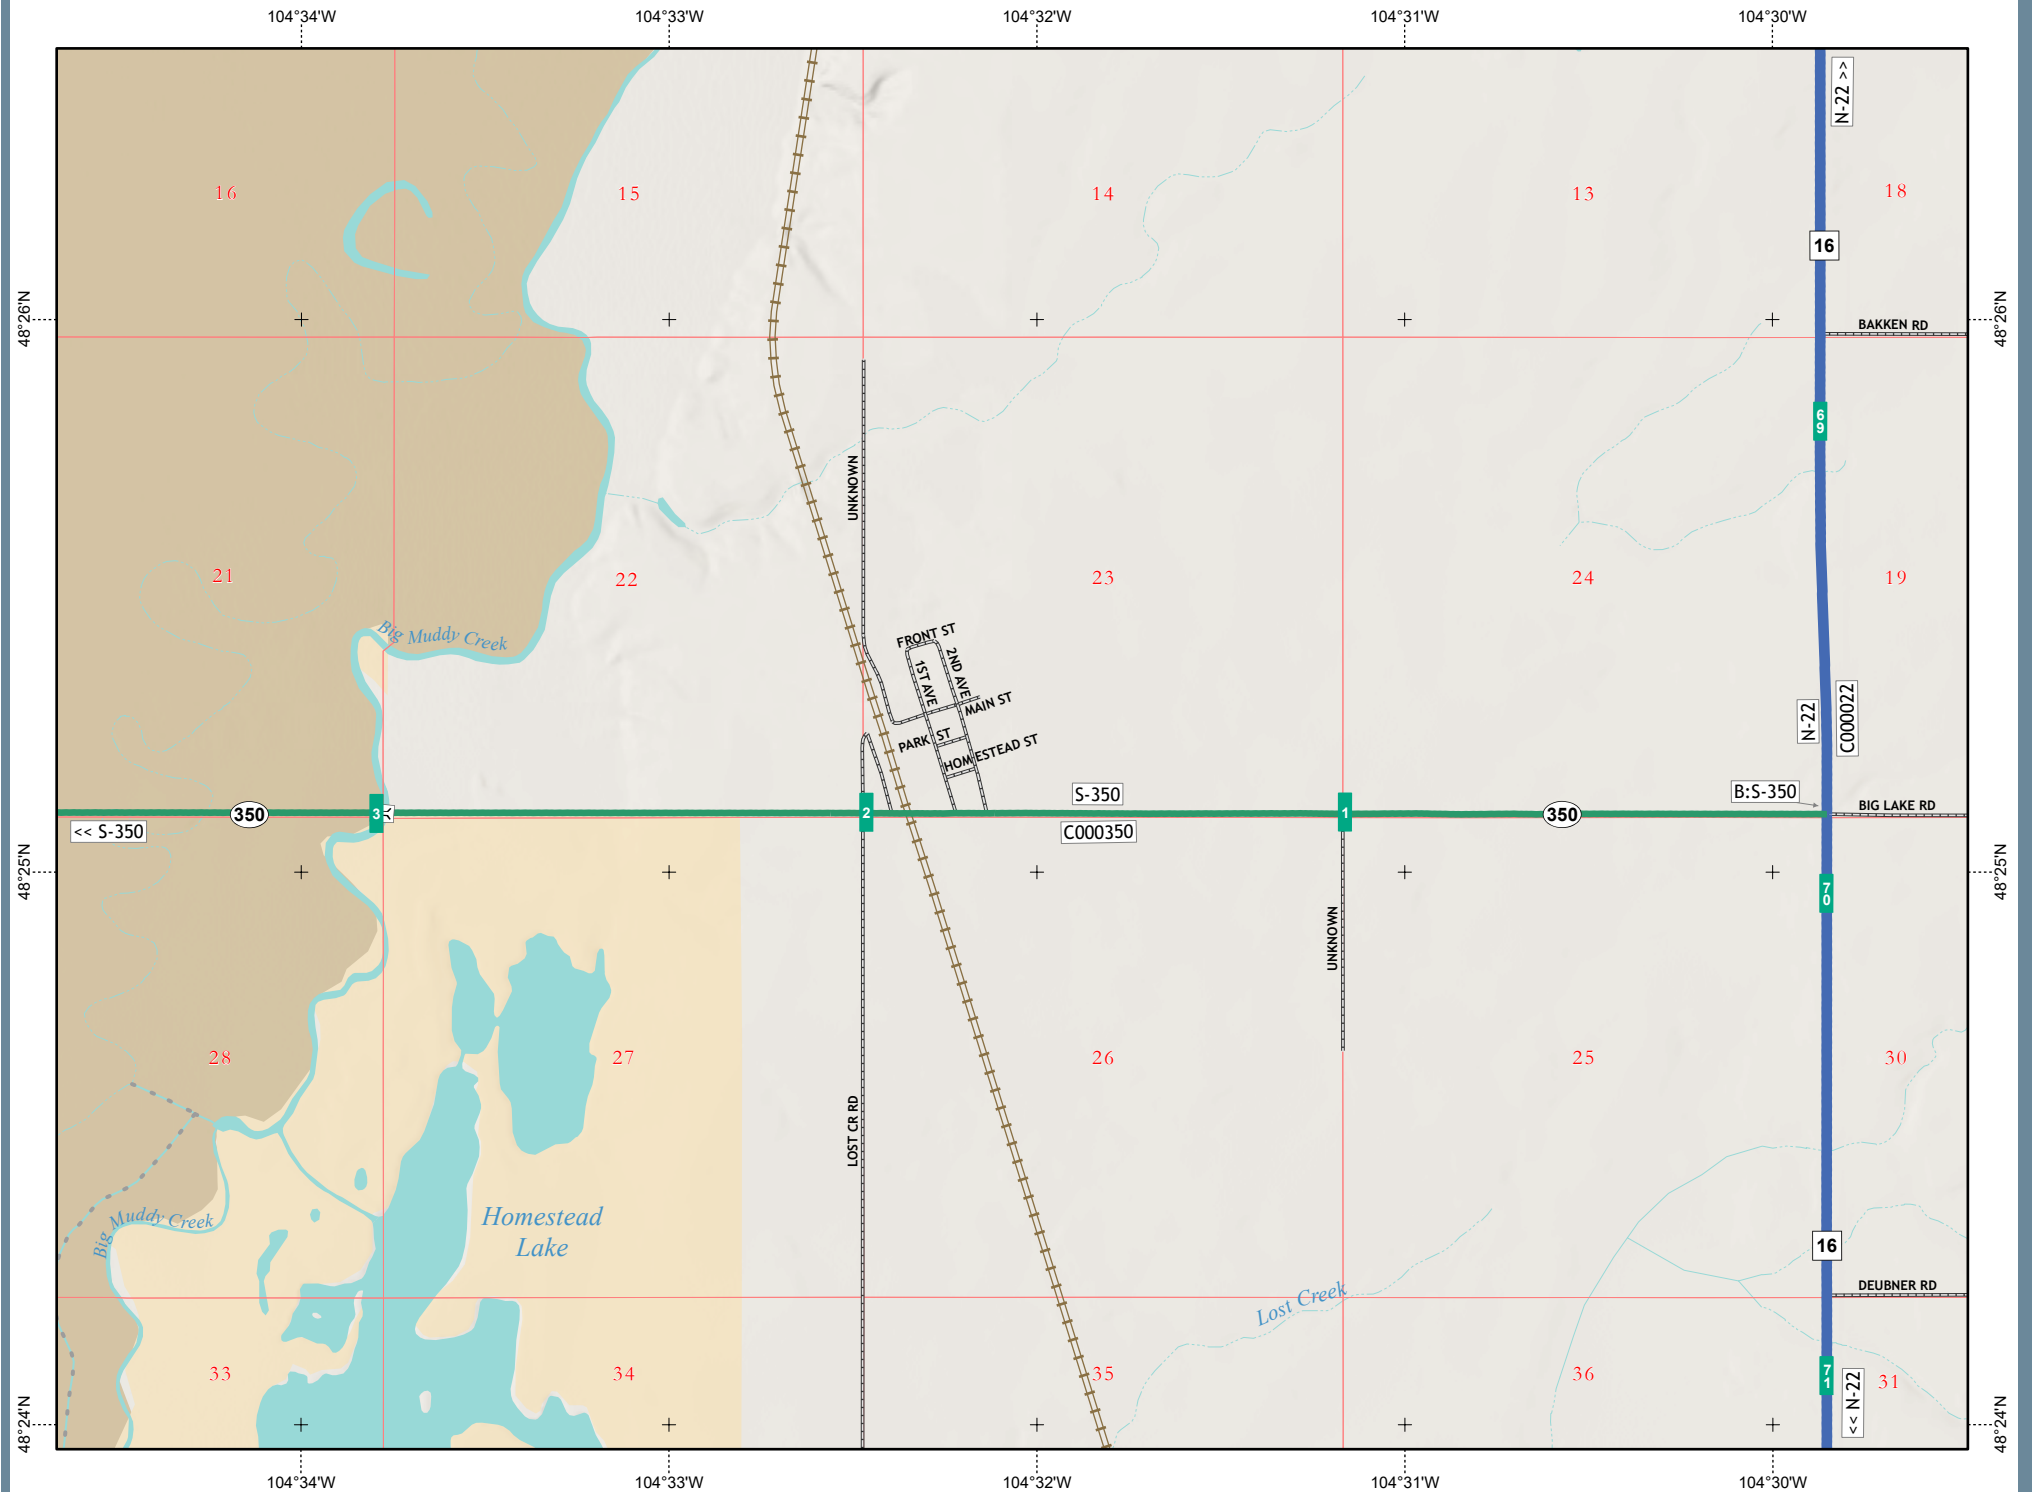 104°34'W
104°33'W
104°32'W
104°31'W
104°30'W
N-22 >>
16
15
14
13
18
16
48°26'N
48°26'N
BAKKEN RD
69
UNKNOWN
21
22
23
24
19
Big Muddy Creek
FRONT ST
1ST AVE
2ND AVE
MAIN ST
PARK ST
HOMESTEAD ST
N-22
C000022
S-350
B:S-350
350
3
2
1
350
BIG LAKE RD
<< S-350
C000350
48°25'N
48°25'N
70
UNKNOWN
28
27
26
25
30
LOST CR RD
Big Muddy Creek
Homestead
Lake
16
DEUBNER RD
Lost Creek
33
34
35
36
71
31
<< N-22
48°24'N
48°24'N
104°34'W
104°33'W
104°32'W
104°31'W
104°30'W